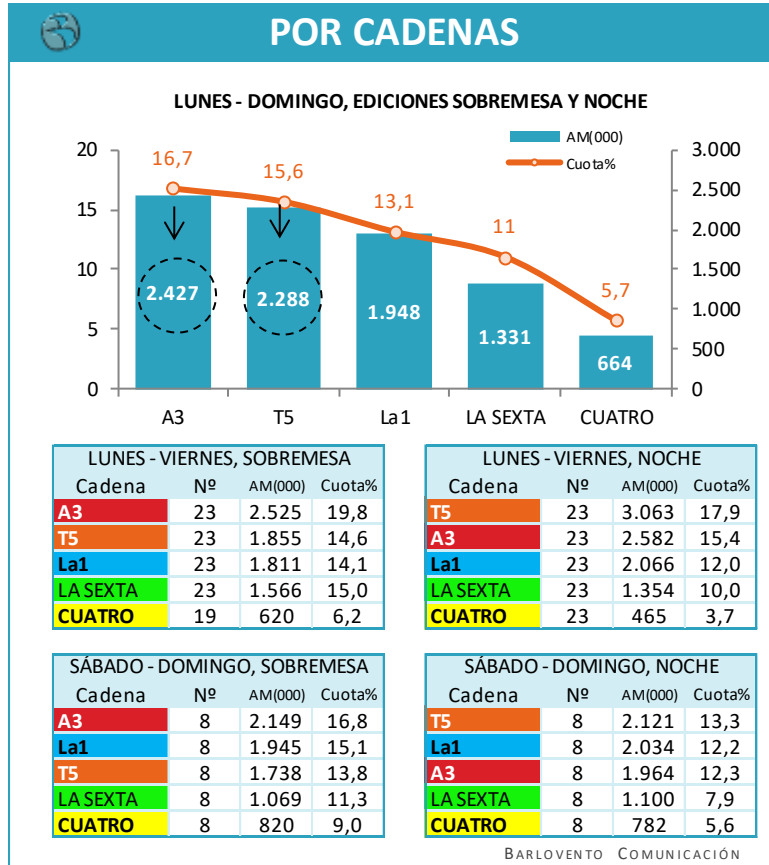 POR CADENAS
LUNES - DOMINGO, EDICIONES SOBREMESA Y NOCHE
AM(000)
Cuota%
20
15
10
5
0
3.000
2.500
2.000
1.500
1.000
500
0
16,7
15,6
13,1
11
5,7
2.427
2.288
1.948
1.331
664
A3 T5 La1 LA SEXTA CUATRO
LUNES - VIERNES, SOBREMESA
Cadena Nº AM(000) Cuota%
A3 23 2.525 19,8
T5 23 1.855 14,6
La1 23 1.811 14,1
LA SEXTA 23 1.566 15,0
CUATRO 19 620 6,2
LUNES - VIERNES, NOCHE
Cadena Nº AM(000) Cuota%
T5 23 3.063 17,9
A3 23 2.582 15,4
La1 23 2.066 12,0
LA SEXTA 23 1.354 10,0
CUATRO 23 465 3,7
SÁBADO - DOMINGO, SOBREMESA
Cadena Nº AM(000) Cuota%
A3 8 2.149 16,8
La1 8 1.945 15,1
T5 8 1.738 13,8
LA SEXTA 8 1.069 11,3
CUATRO 8 820 9,0
SÁBADO - DOMINGO, NOCHE
Cadena Nº AM(000) Cuota%
T5 8 2.121 13,3
La1 8 2.034 12,2
A3 8 1.964 12,3
LA SEXTA 8 1.100 7,9
CUATRO 8 782 5,6
BARLOVENTO COMUNICACIÓN